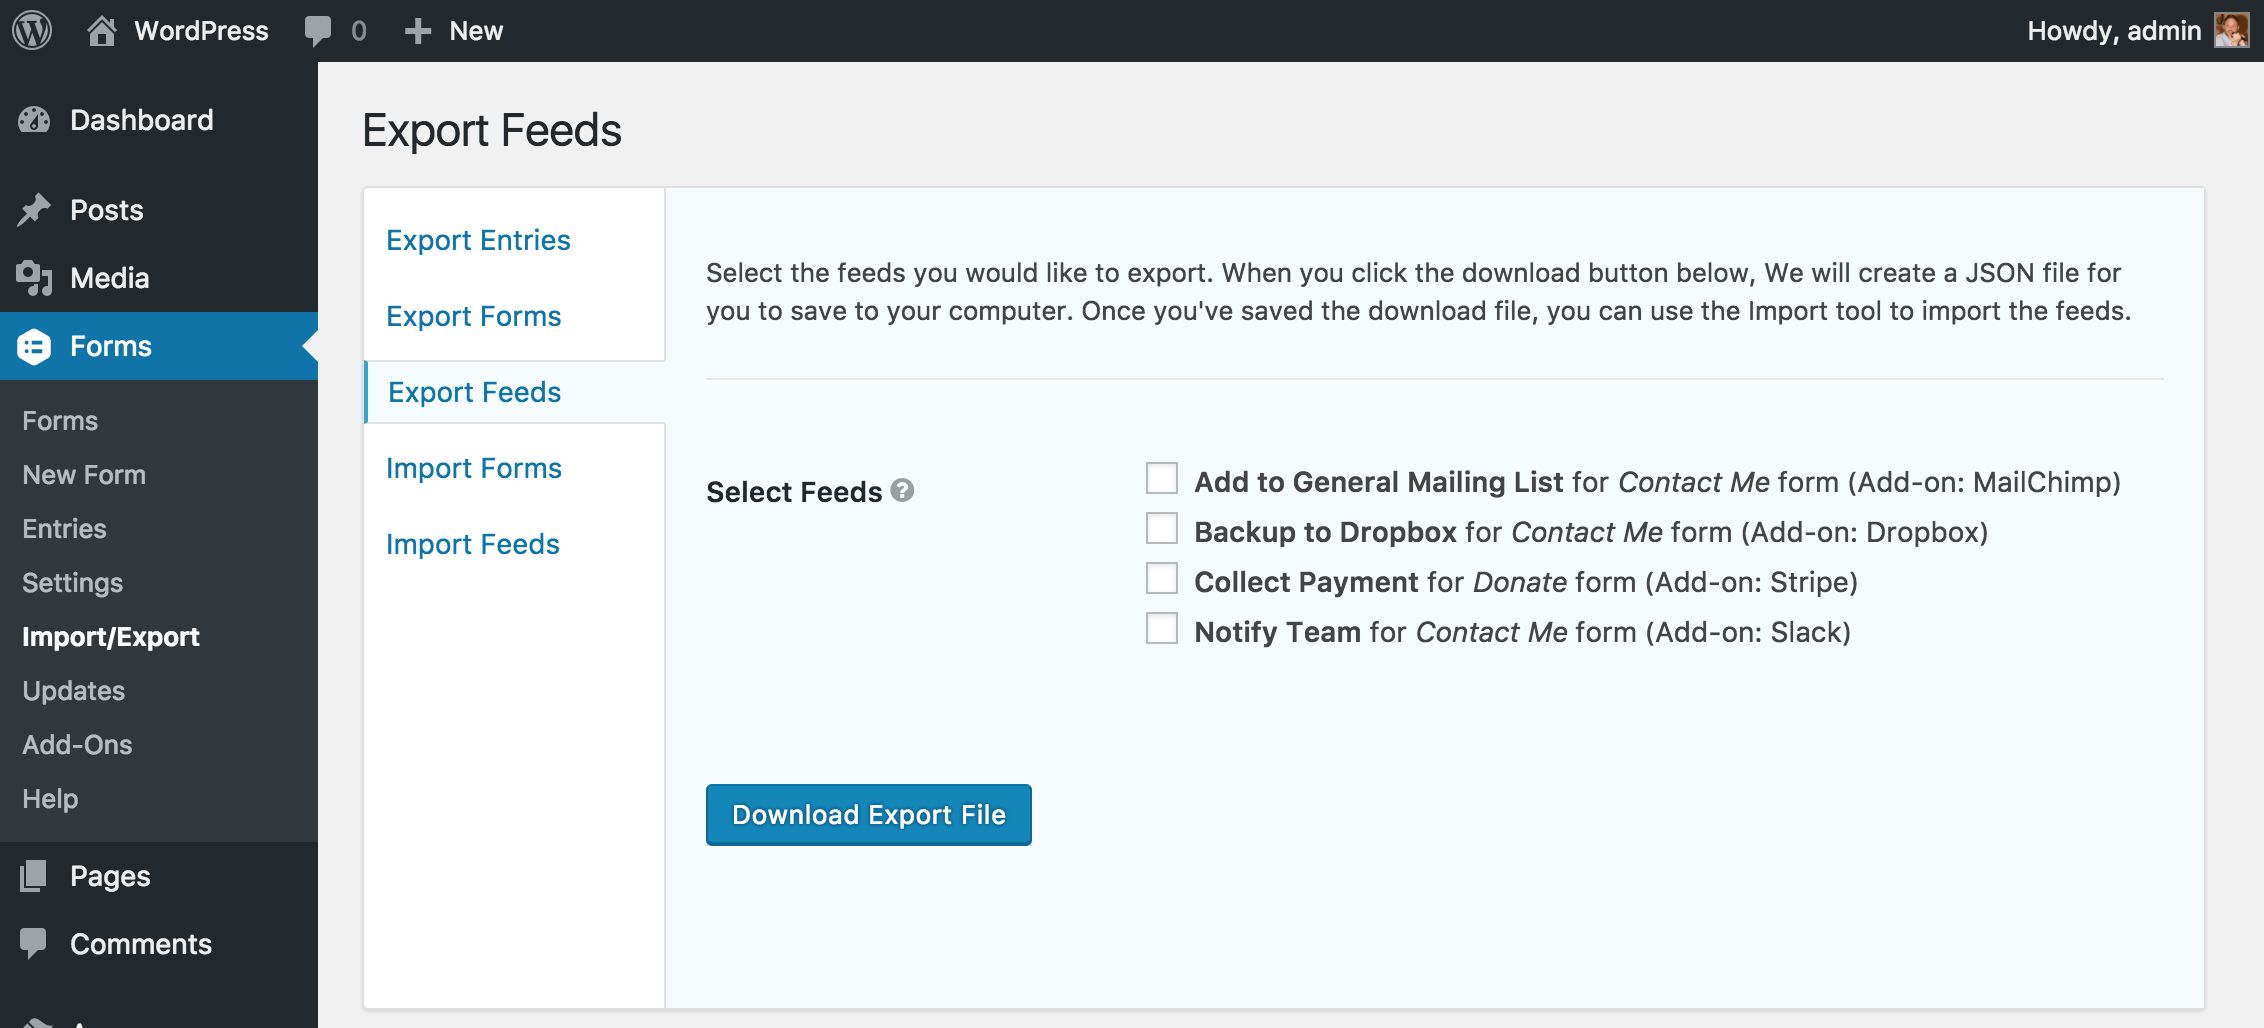 WordPress 0 New Howdy, admin
Dashboard
Posts
Media
Forms
Forms
New Form
Entries
Settings
Import/Export
Updates
Add-Ons
Help
Pages
Comments
Export Feeds
Export Entries
Export Forms
Export Feeds
Import Forms
Import Feeds
Select the feeds you would like to export. When you click the download button below, We will create a JSON file for
you to save to your computer. Once you've saved the download file, you can use the Import tool to import the feeds.
Select Feeds ?
Add to General Mailing List for Contact Me form (Add-on: MailChimp)
Backup to Dropbox for Contact Me form (Add-on: Dropbox)
Collect Payment for Donate form (Add-on: Stripe)
Notify Team for Contact Me form (Add-on: Slack)
Download Export File